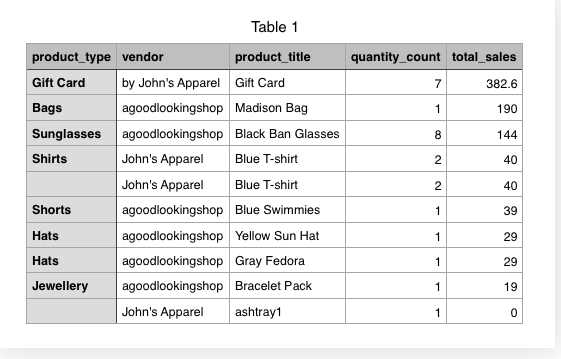 Table 1
product_type vendor product_title quantity_count total_sales
Gift Card by John's Apparel Gift Card 7 382.6
Bags agoodlookingshop Madison Bag 1 190
Sunglasses agoodlookingshop Black Ban Glasses 8 144
Shirts John's Apparel Blue T-shirt 2 40
John's Apparel Blue T-shirt 2 40
Shorts agoodlookingshop Blue Swimmies 1 39
Hats agoodlookingshop Yellow Sun Hat 1 29
Hats agoodlookingshop Gray Fedora 1 29
Jewellery agoodlookingshop Bracelet Pack 1 19
John's Apparel ashtray1 1 0